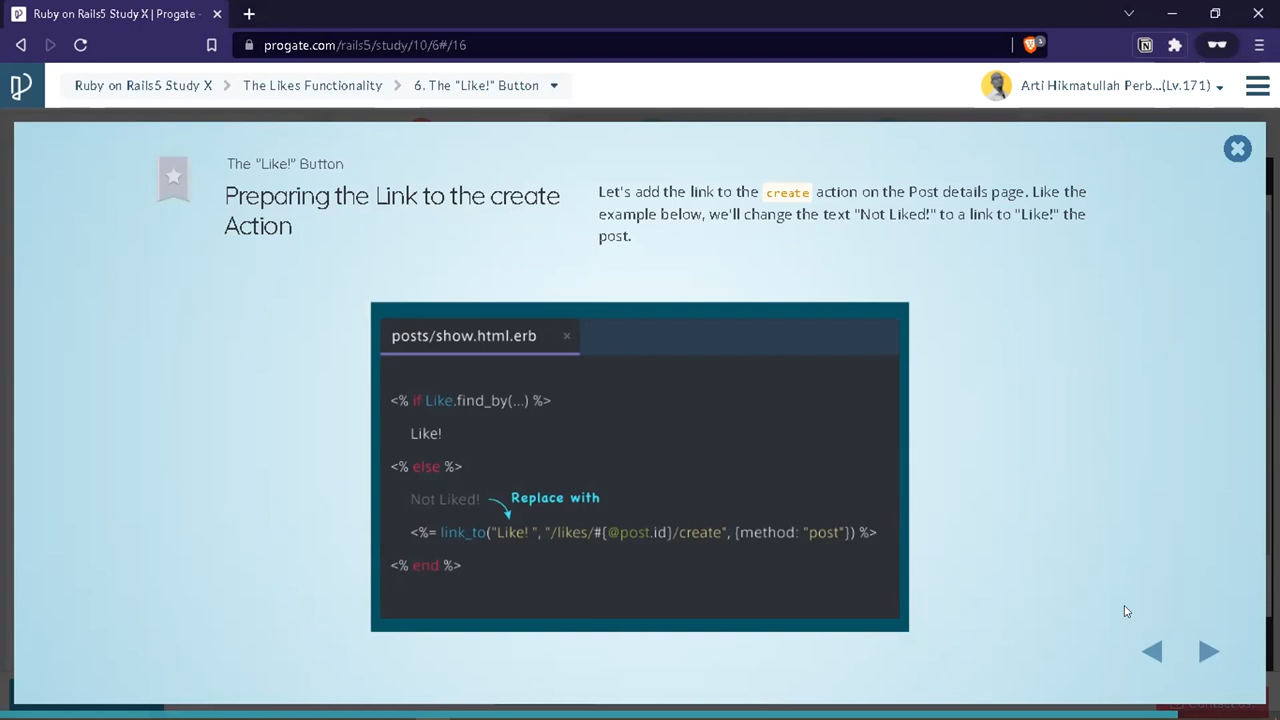 Ruby on Rails5 Study X | Progate -
progate.com/rails5/study/10/6#/16
Ruby on Rails5 Study X
The Likes Functionality
6. The "Like!" Button
Arti Hikmatullah Perb...(Lv.171)
The "Like!" Button
Preparing the Link to the create
Action
Let's add the link to the create action on the Post details page. Like the
example below, we'll change the text "Not Liked!" to a link to "Like!" the
post.
posts/show.html.erb
<% if Like.find_by(...) %>
Like!
<% else %>
Not Liked!
Replace with
<%= link_to("Like! ", "/likes/#{@post.id}/create", {method: "post"}) %>
<% end %>